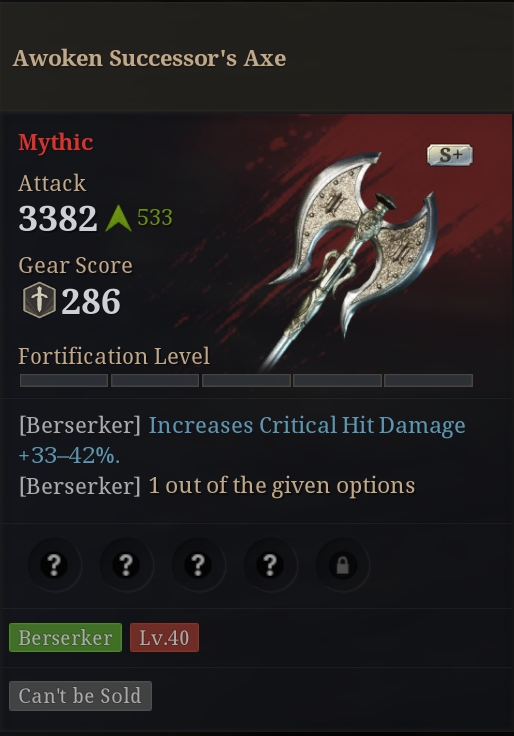 Awoken Successor's Axe
Mythic
S+
Attack
3382 533
Gear Score
286
Fortification Level
[Berserker] Increases Critical Hit Damage
+33–42%.
[Berserker] 1 out of the given options
? ? ? ?
Berserker Lv.40
Can't be Sold